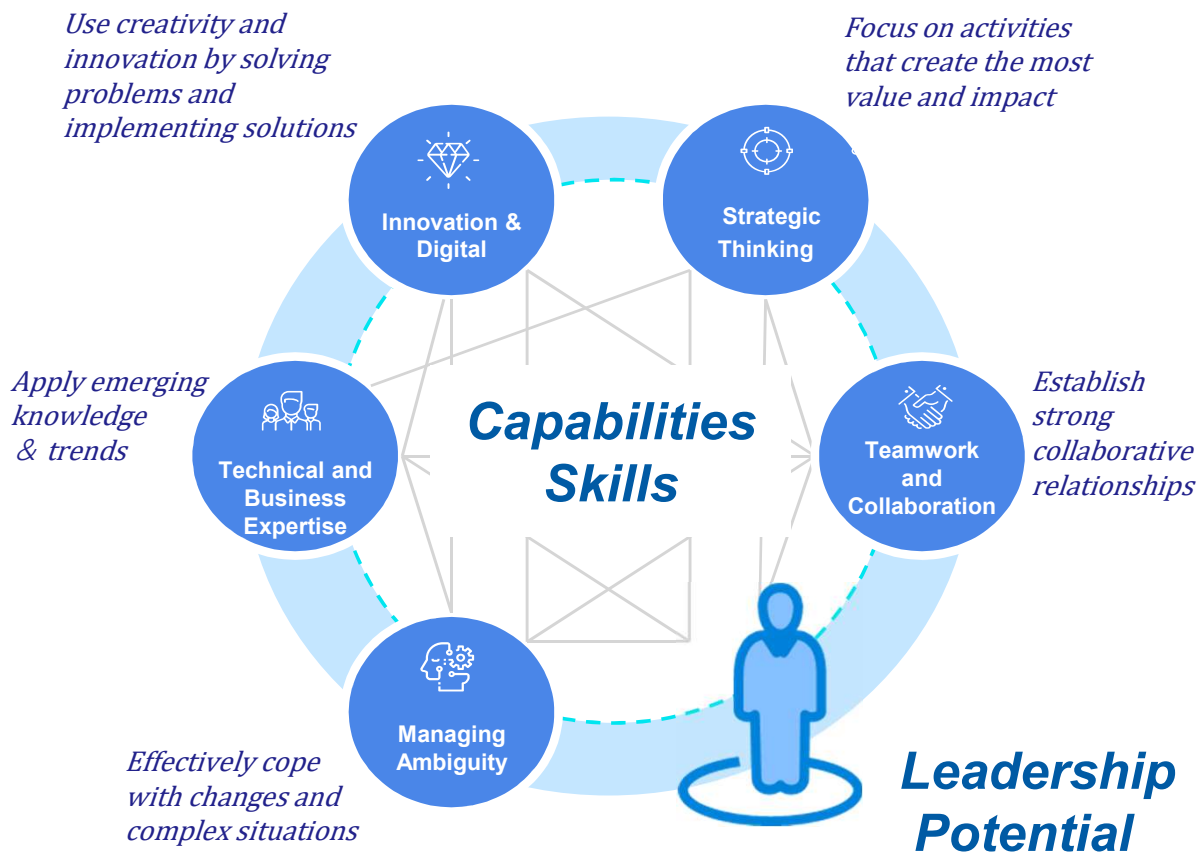 Use creativity and
innovation by solving
problems and
implementing solutions
Focus on activities
that create the most
value and impact
Innovation &
Digital
Strategic
Thinking
Apply emerging
knowledge
& trends
Technical and
Business
Expertise
Capabilities
Skills
Teamwork
and
Collaboration
Establish
strong
collaborative
relationships
Managing
Ambiguity
Effectively cope
with changes and
complex situations
Leadership
Potential